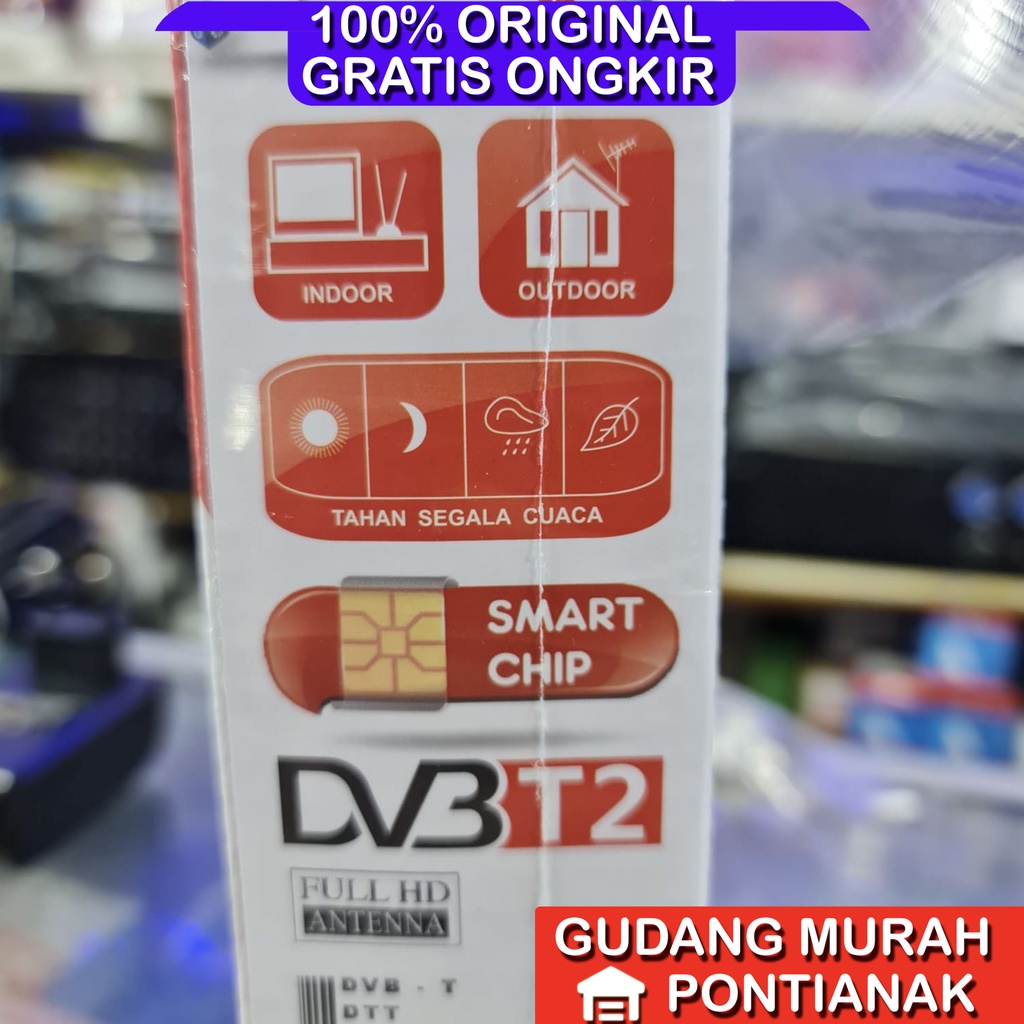 100% ORIGINAL
GRATIS ONGKIR
INDOOR
OUTDOOR
TAHAN SEGALA CUACA
SMART
CHIP
DVB T2
FULL HD
ANTENNA
DVB - T
DTT
GUDANG MURAH
PONTIANAK